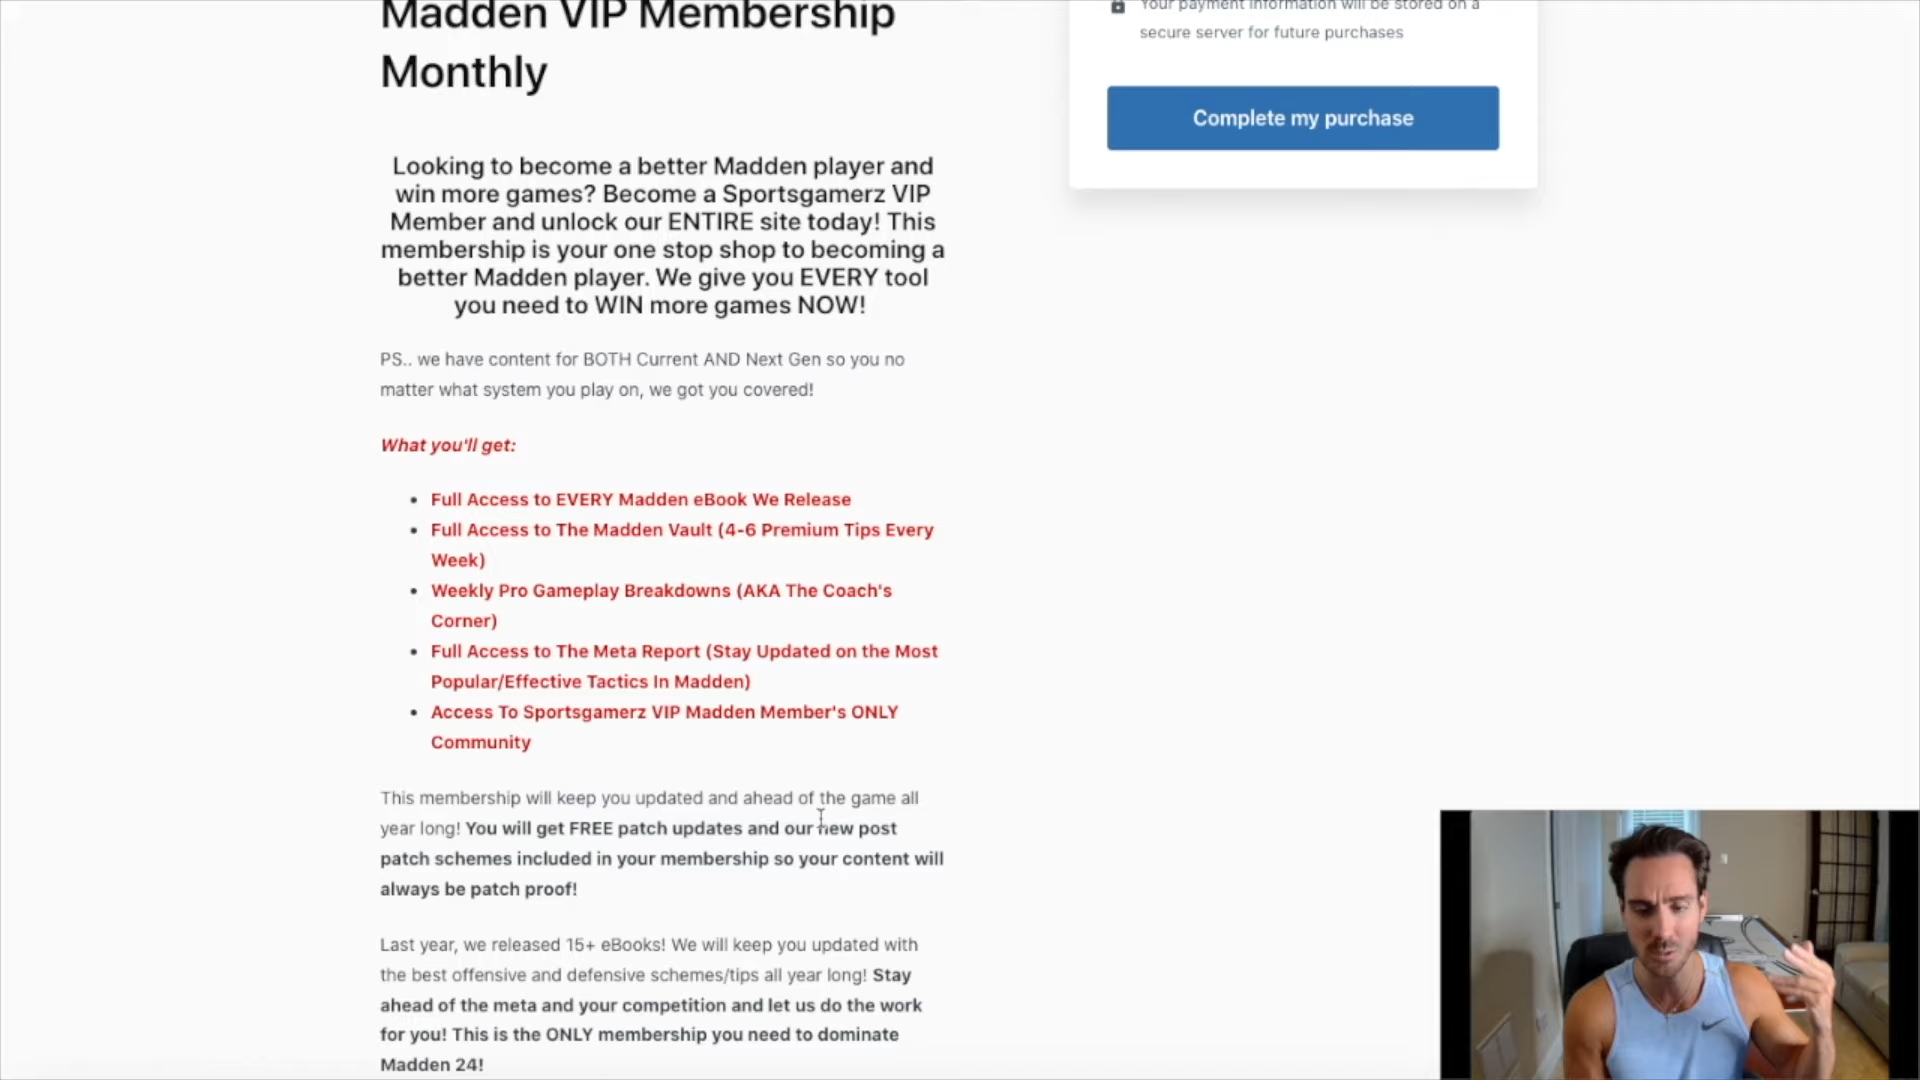 Madden VIP Membership
Monthly
Looking to become a better Madden player and
win more games? Become a Sportsgamerz VIP
Member and unlock our ENTIRE site today! This
membership is your one stop shop to becoming a
better Madden player. We give you EVERY tool
you need to WIN more games NOW!
PS.. we have content for BOTH Current AND Next Gen so you no
matter what system you play on, we got you covered!
What you'll get:
Full Access to EVERY Madden eBook We Release
Full Access to The Madden Vault (4-6 Premium Tips Every
Week)
Weekly Pro Gameplay Breakdowns (AKA The Coach's
Corner)
Full Access to The Meta Report (Stay Updated on the Most
Popular/Effective Tactics In Madden)
Access To Sportsgamerz VIP Madden Member's ONLY
Community
This membership will keep you updated and ahead of the game all
year long! You will get FREE patch updates and our new post
patch schemes included in your membership so your content will
always be patch proof!
Last year, we released 15+ eBooks! We will keep you updated with
the best offensive and defensive schemes/tips all year long! Stay
ahead of the meta and your competition and let us do the work
for you! This is the ONLY membership you need to dominate
Madden 24!
Your payment information will be stored on a
secure server for future purchases
Complete my purchase